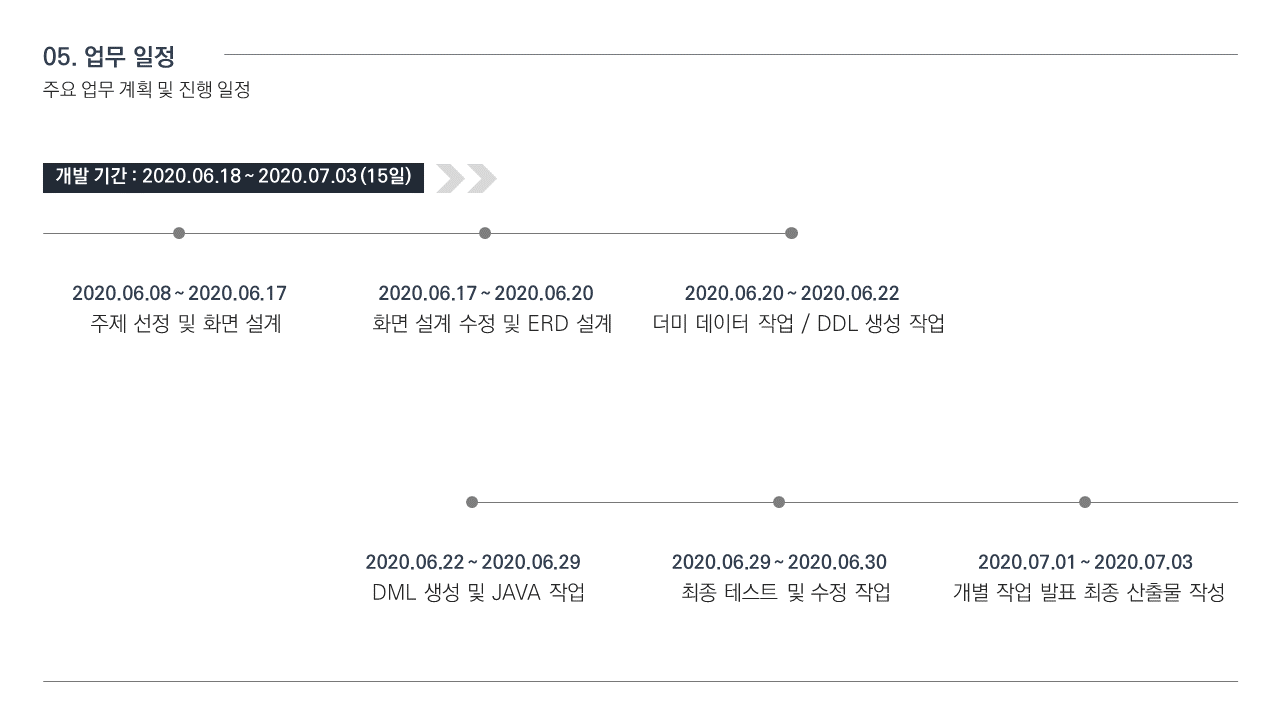 05. 업무 일정
주요 업무 계획 및 진행 일정
개발 기간 : 2020.06.18 ~ 2020.07.03 (15일)
2020.06.08 ~ 2020.06.17
주제 선정 및 화면 설계
2020.06.17 ~ 2020.06.20
화면 설계 수정 및 ERD 설계
2020.06.20 ~ 2020.06.22
더미 데이터 작업 / DDL 생성 작업
2020.06.22 ~ 2020.06.29
DML 생성 및 JAVA 작업
2020.06.29 ~ 2020.06.30
최종 테스트 및 수정 작업
2020.07.01 ~ 2020.07.03
개별 작업 발표 최종 산출물 작성